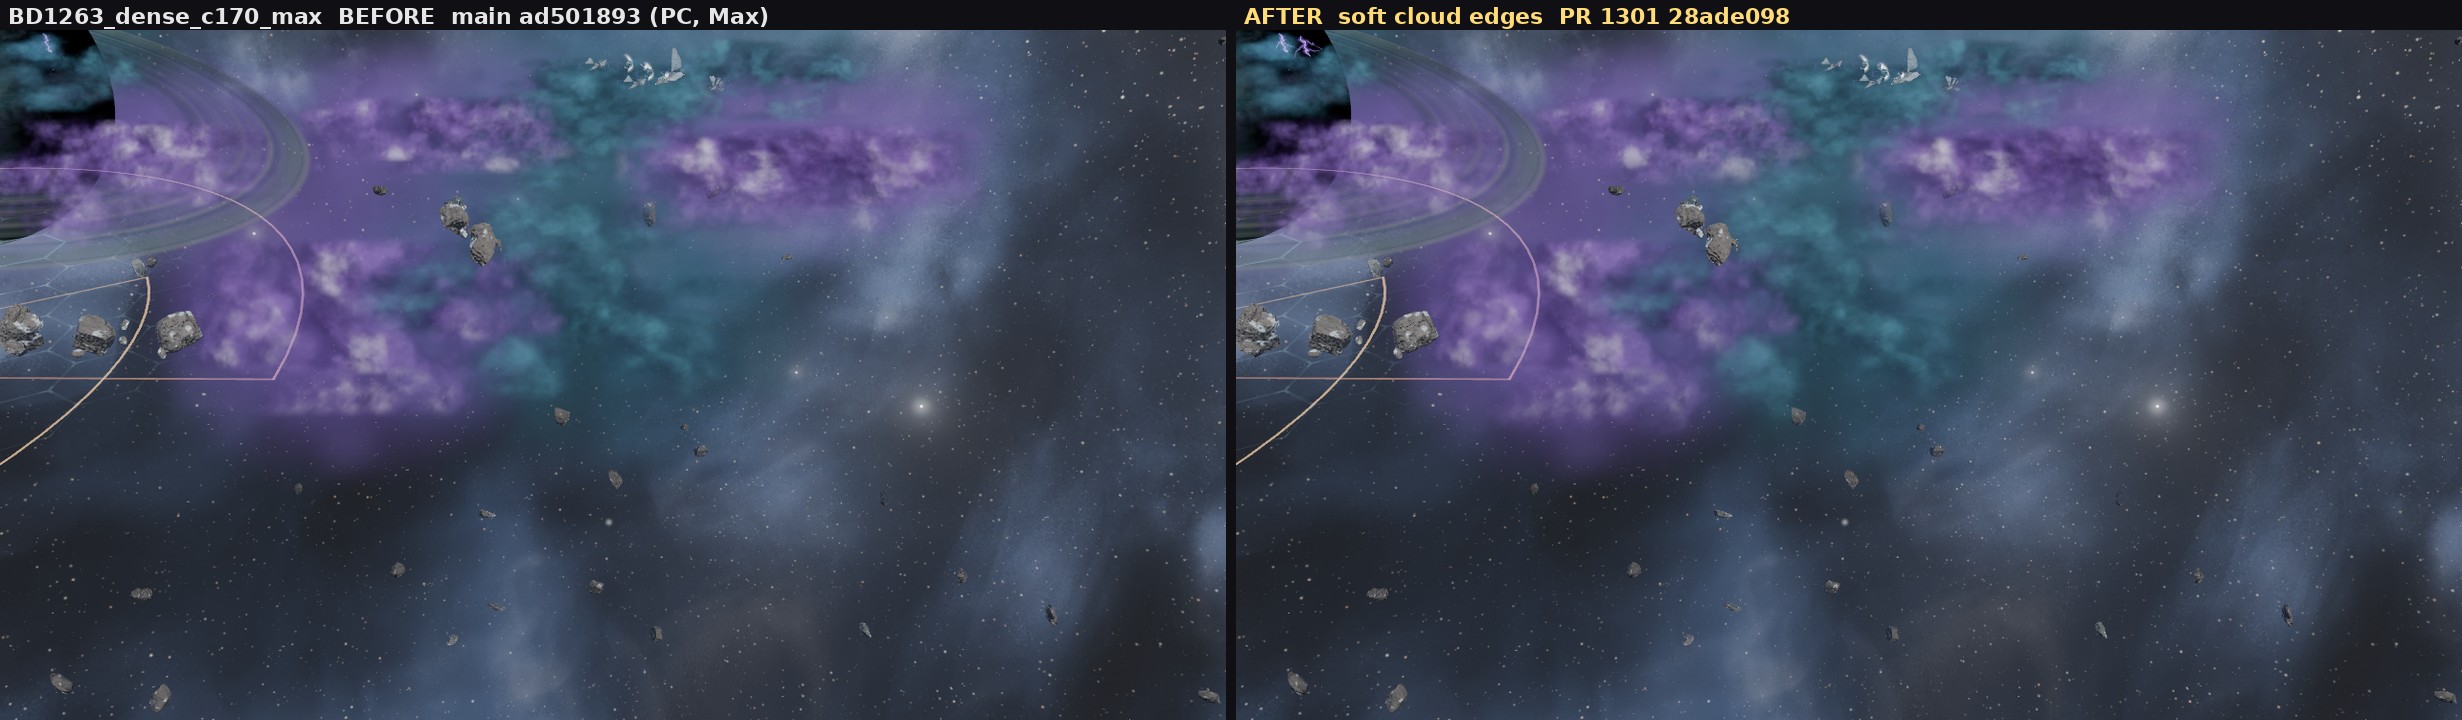 BD1263_dense_c170_max BEFORE main ad501893 (PC, Max)
AFTER soft cloud edges PR 1301 28ade098